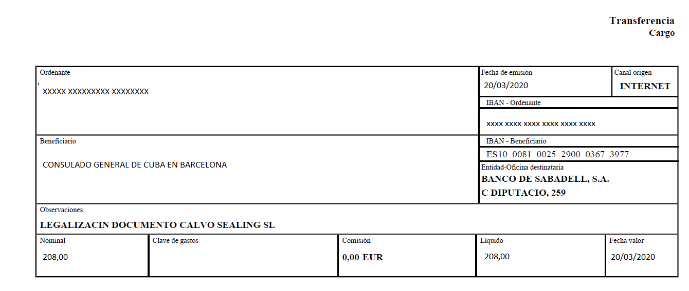 Transferencia
Cargo
Ordenante
XXXXX XXXXXXXXX XXXXXXXX
Fecha de emisión
20/03/2020
Canal origen
INTERNET
IBAN - Ordenante
xxxx xxxx xxxx xxxx xxxx xxxx
Beneficiario
CONSULADO GENERAL DE CUBA EN BARCELONA
IBAN - Beneficiario
ES10 0081 0025 2900 0367 3977
Entidad-Oficina destinataria
BANCO DE SABADELL, S.A.
C DIPUTACIO, 259
Observaciones
LEGALIZACIN DOCUMENTO CALVO SEALING SL
Nominal
208,00
Clave de gastos
Comisión
0,00 EUR
Líquido
208,00
Fecha valor
20/03/2020